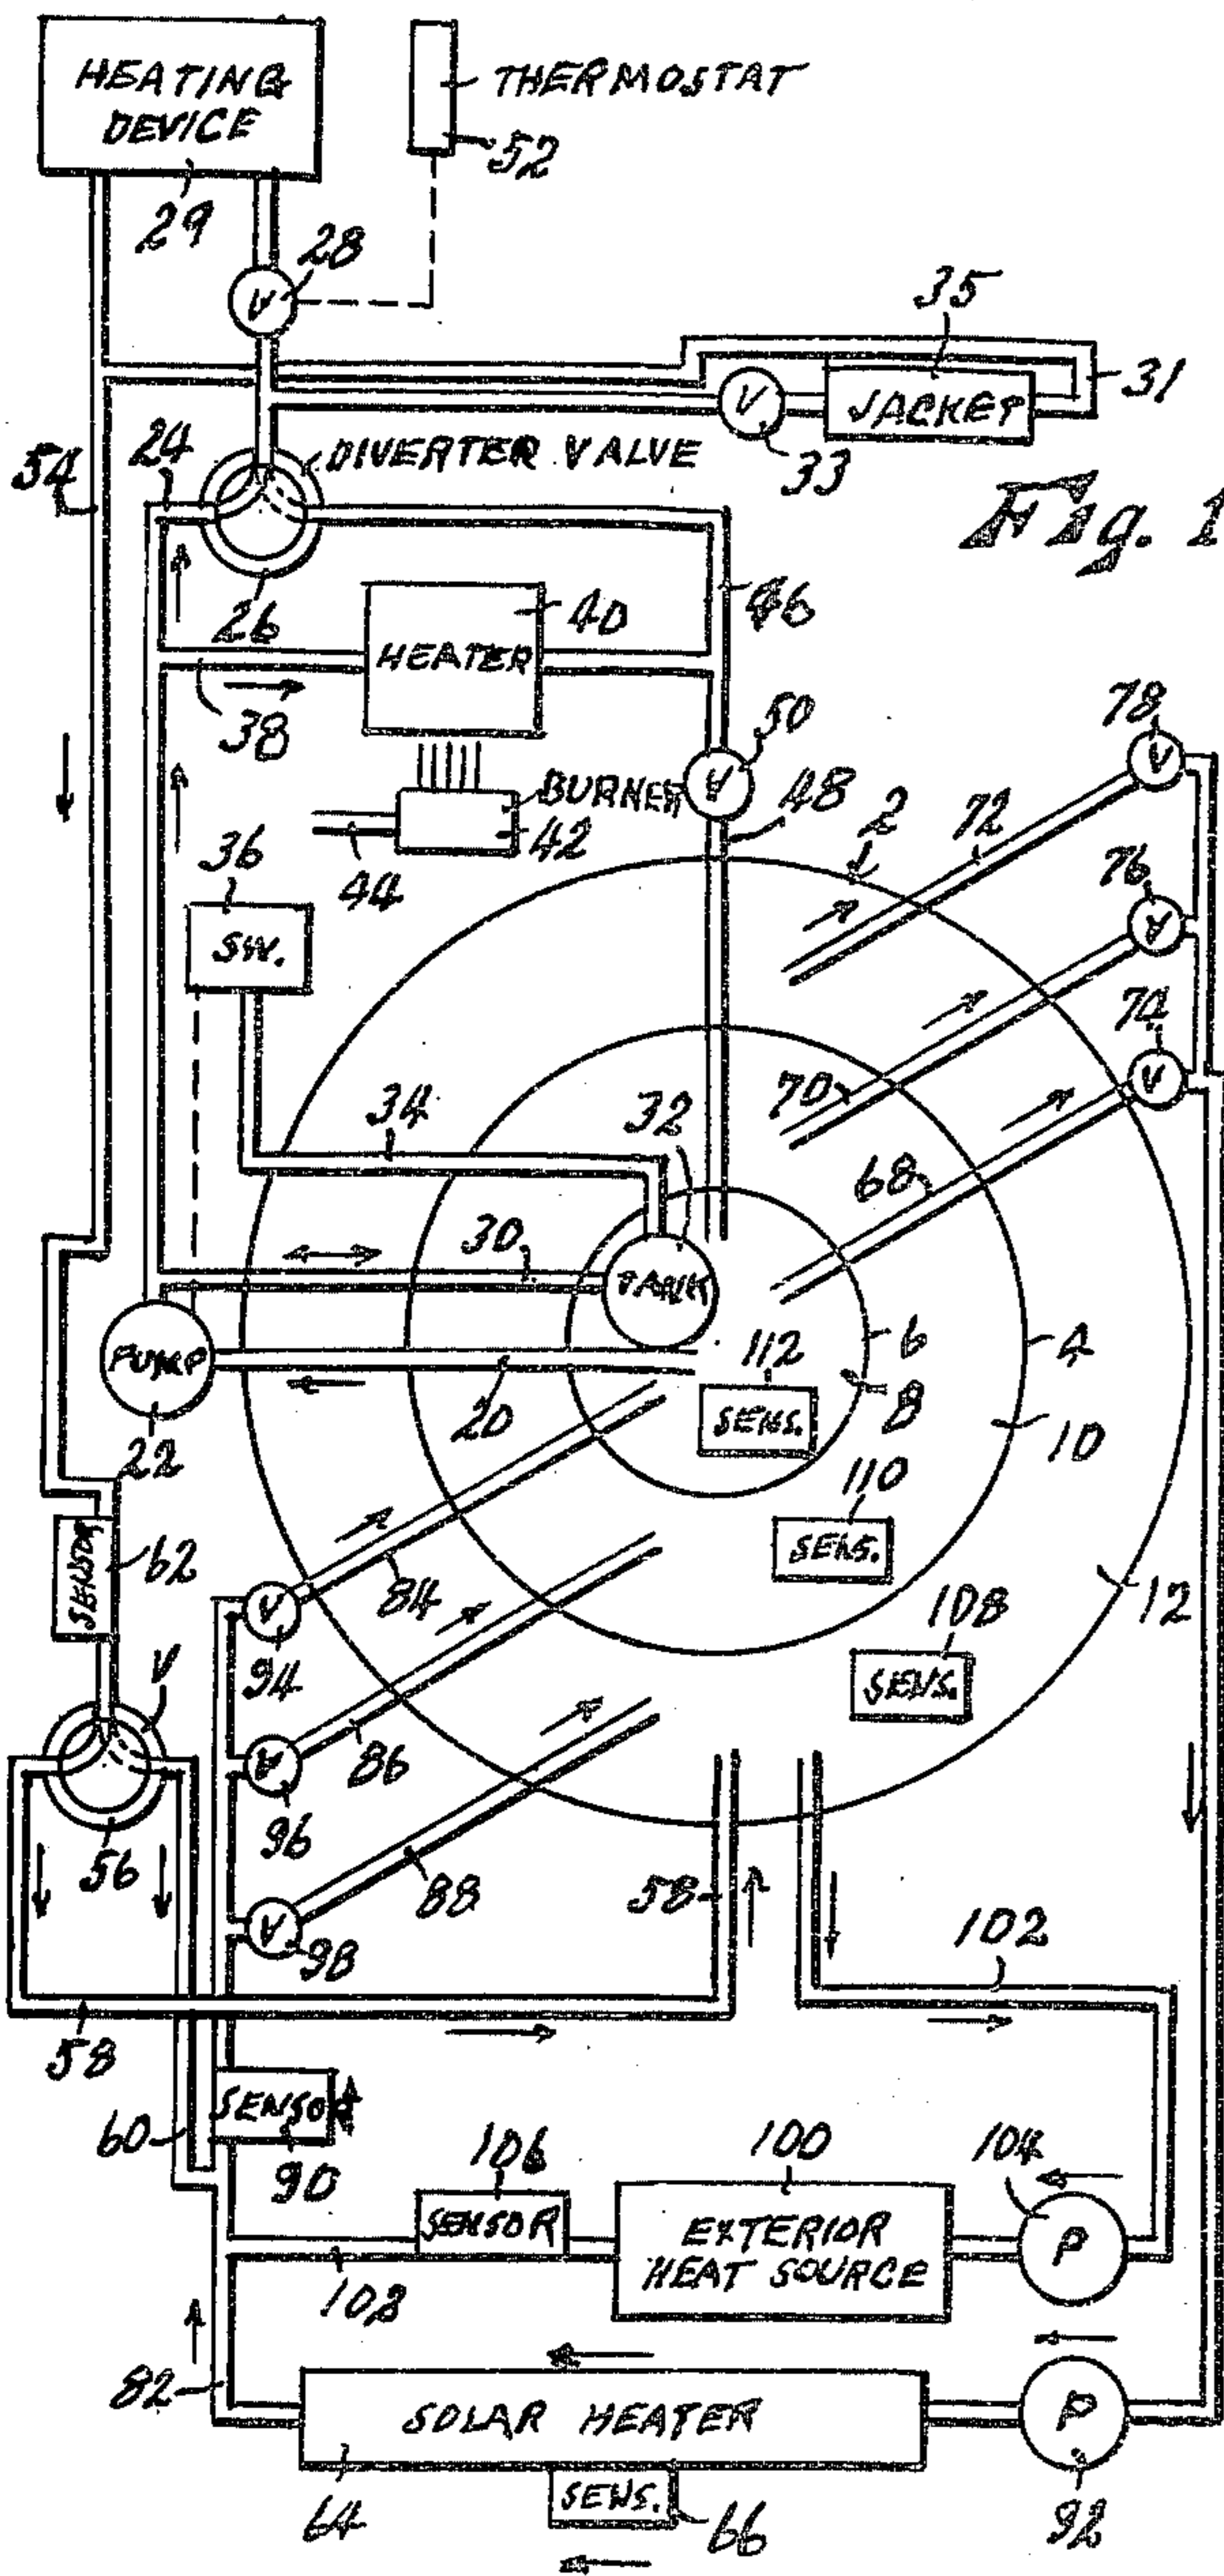 HEATING
DEVICE
29
THERMOSTAT
52
28
V
35
31
V
JACKET
33
54
24
DIVERTER VALVE
Fig. 1
26
40
HEATER
46
38
50
V
BURNER
42
44
48
2
72
78
V
36
SW.
76
V
70
74
V
34
32
68
30
TANK
PUMP
22
20
112
SENS.
6
8
4
10
110
SENS.
12
SENSOR
62
84
V
94
108
SENS.
V
56
86
V
96
88
V
98
58
102
58
60
SENSOR
90
106
SENSOR
100
EXTERIOR
HEAT SOURCE
104
P
108
82
SOLAR HEATER
64
SENS.
66
P
92